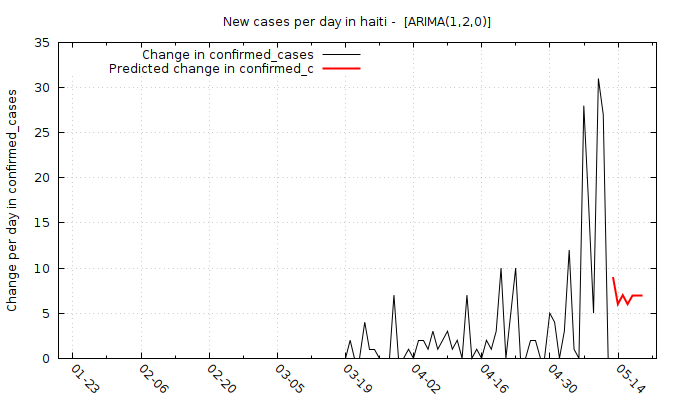 New cases per day in haiti -  [ARIMA(1,2,0)]
Change in confirmed_cases
Predicted change in confirmed_c
Change per day in confirmed_cases
35
30
25
20
15
10
5
0
01-23 02-06 02-20 03-05 03-19 04-02 04-16 04-30 05-14